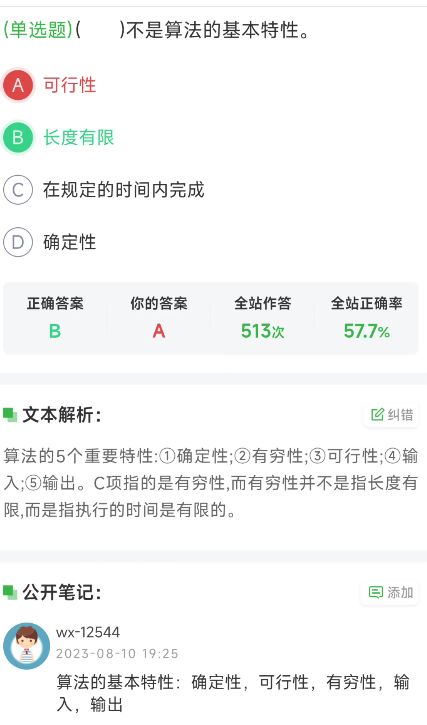 (单选题)(　　)不是算法的基本特性。
A 可行性
B 长度有限
C 在规定的时间内完成
D 确定性
正确答案 你的答案 全站作答 全站正确率
B A 513次 57.7%
文本解析: 纠错
算法的5个重要特性:①确定性;②有穷性;③可行性;④输
入;⑤输出。C项指的是有穷性,而有穷性并不是指长度有
限,而是指执行的时间是有限的。
公开笔记: 添加
wx-12544
2023-08-10 19:25
算法的基本特性：确定性，可行性，有穷性，输
入，输出